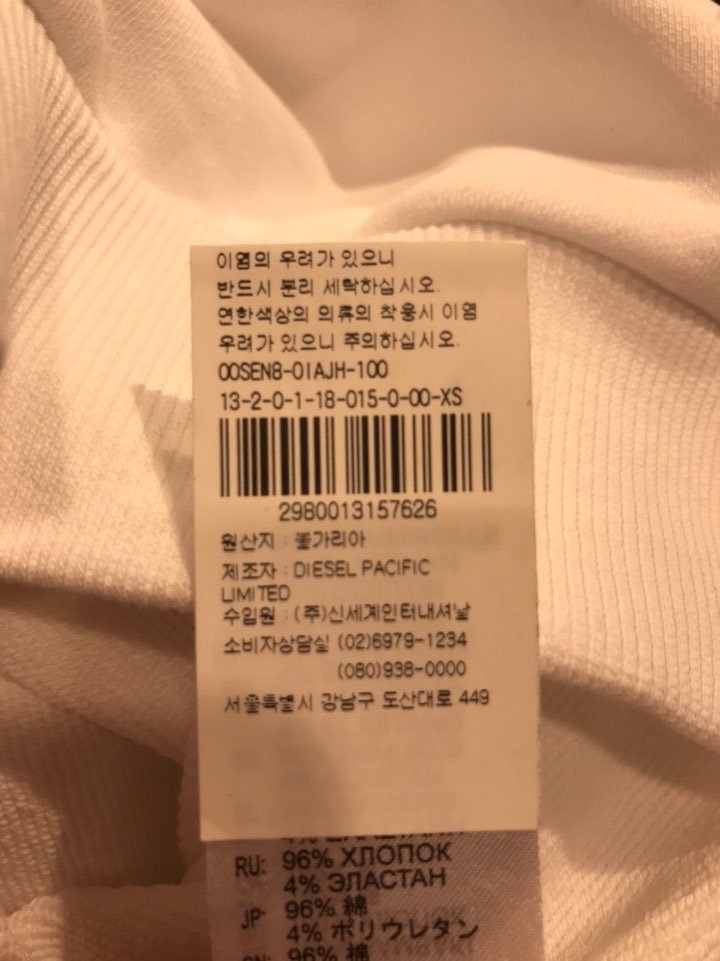 이염의 우려가 있으니
반드시 분리 세탁하십시오.
연한색상의 의류의 착용시 이염
우려가 있으니 주의하십시오.
00SEN8-01AJH-100
13-2-0-1-18-015-0-00-XS
2980013157626
원산지 : 불가리아
제조자 : DIESEL PACIFIC
LIMITED
수입원 : (주)신세계인터내셔날
소비자상담실 (02)6979-1234
(080)938-0000
서울특별시 강남구 도산대로 449
RU: 96% ХЛОПОК
4% ЭЛАСТАН
JP: 96% 綿
4% ポリウレタン
96% 棉